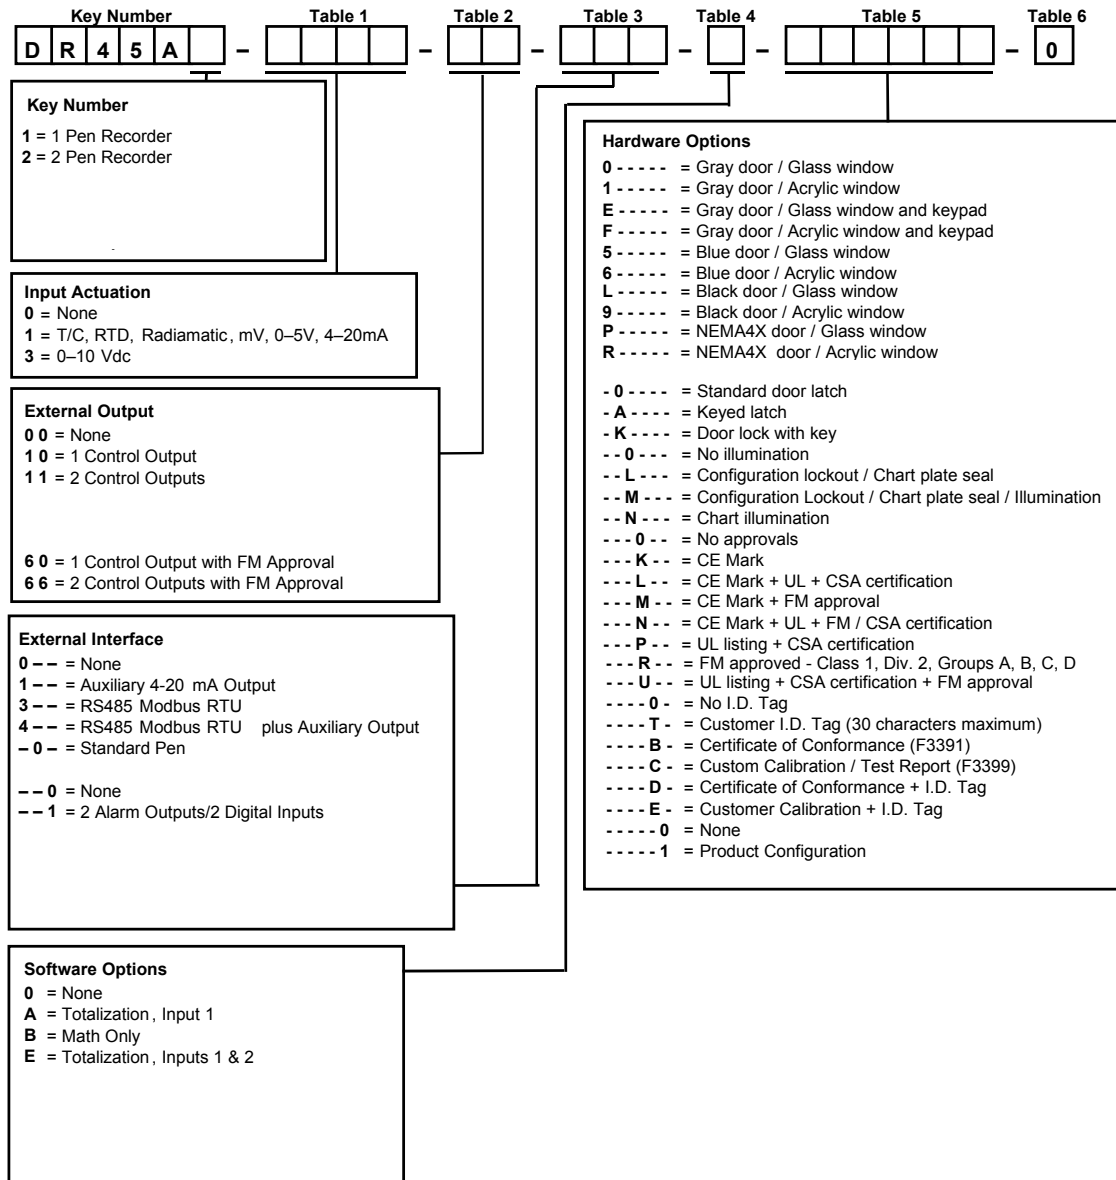 Key Number Table 1 Table 2 Table 3 Table 4 Table 5 Table 6
D R 4 5 A – – – – – – 0
Key Number
1 = 1 Pen Recorder
2 = 2 Pen Recorder
Input Actuation
0 = None
1 = T/C, RTD, Radiamatic, mV, 0–5V, 4–20mA
3 = 0–10 Vdc
External Output
0 0 = None
1 0 = 1 Control Output
1 1 = 2 Control Outputs
6 0 = 1 Control Output with FM Approval
6 6 = 2 Control Outputs with FM Approval
External Interface
0 – – = None
1 – – = Auxiliary 4-20 mA Output
3 – – = RS485 Modbus RTU
4 – – = RS485 Modbus RTU plus Auxiliary Output
– 0 – = Standard Pen
– – 0 = None
– – 1 = 2 Alarm Outputs/2 Digital Inputs
Software Options
0 = None
A = Totalization, Input 1
B = Math Only
E = Totalization, Inputs 1 & 2
Hardware Options
0 - - - - - = Gray door / Glass window
1 - - - - - = Gray door / Acrylic window
E - - - - - = Gray door / Glass window and keypad
F - - - - - = Gray door / Acrylic window and keypad
5 - - - - - = Blue door / Glass window
6 - - - - - = Blue door / Acrylic window
L - - - - - = Black door / Glass window
9 - - - - - = Black door / Acrylic window
P - - - - - = NEMA4X door / Glass window
R - - - - - = NEMA4X door / Acrylic window
- 0 - - - - = Standard door latch
- A - - - - = Keyed latch
- K - - - - = Door lock with key
- - 0 - - - = No illumination
- - L - - - = Configuration lockout / Chart plate seal
- - M - - - = Configuration Lockout / Chart plate seal / Illumination
- - N - - - = Chart illumination
- - - 0 - - = No approvals
- - - K - - = CE Mark
- - - L - - = CE Mark + UL + CSA certification
- - - M - - = CE Mark + FM approval
- - - N - - = CE Mark + UL + FM / CSA certification
- - - P - - = UL listing + CSA certification
- - - R - - = FM approved - Class 1, Div. 2, Groups A, B, C, D
- - - U - - = UL listing + CSA certification + FM approval
- - - - 0 - = No I.D. Tag
- - - - T - = Customer I.D. Tag (30 characters maximum)
- - - - B - = Certificate of Conformance (F3391)
- - - - C - = Custom Calibration / Test Report (F3399)
- - - - D - = Certificate of Conformance + I.D. Tag
- - - - E - = Customer Calibration + I.D. Tag
- - - - - 0 = None
- - - - - 1 = Product Configuration